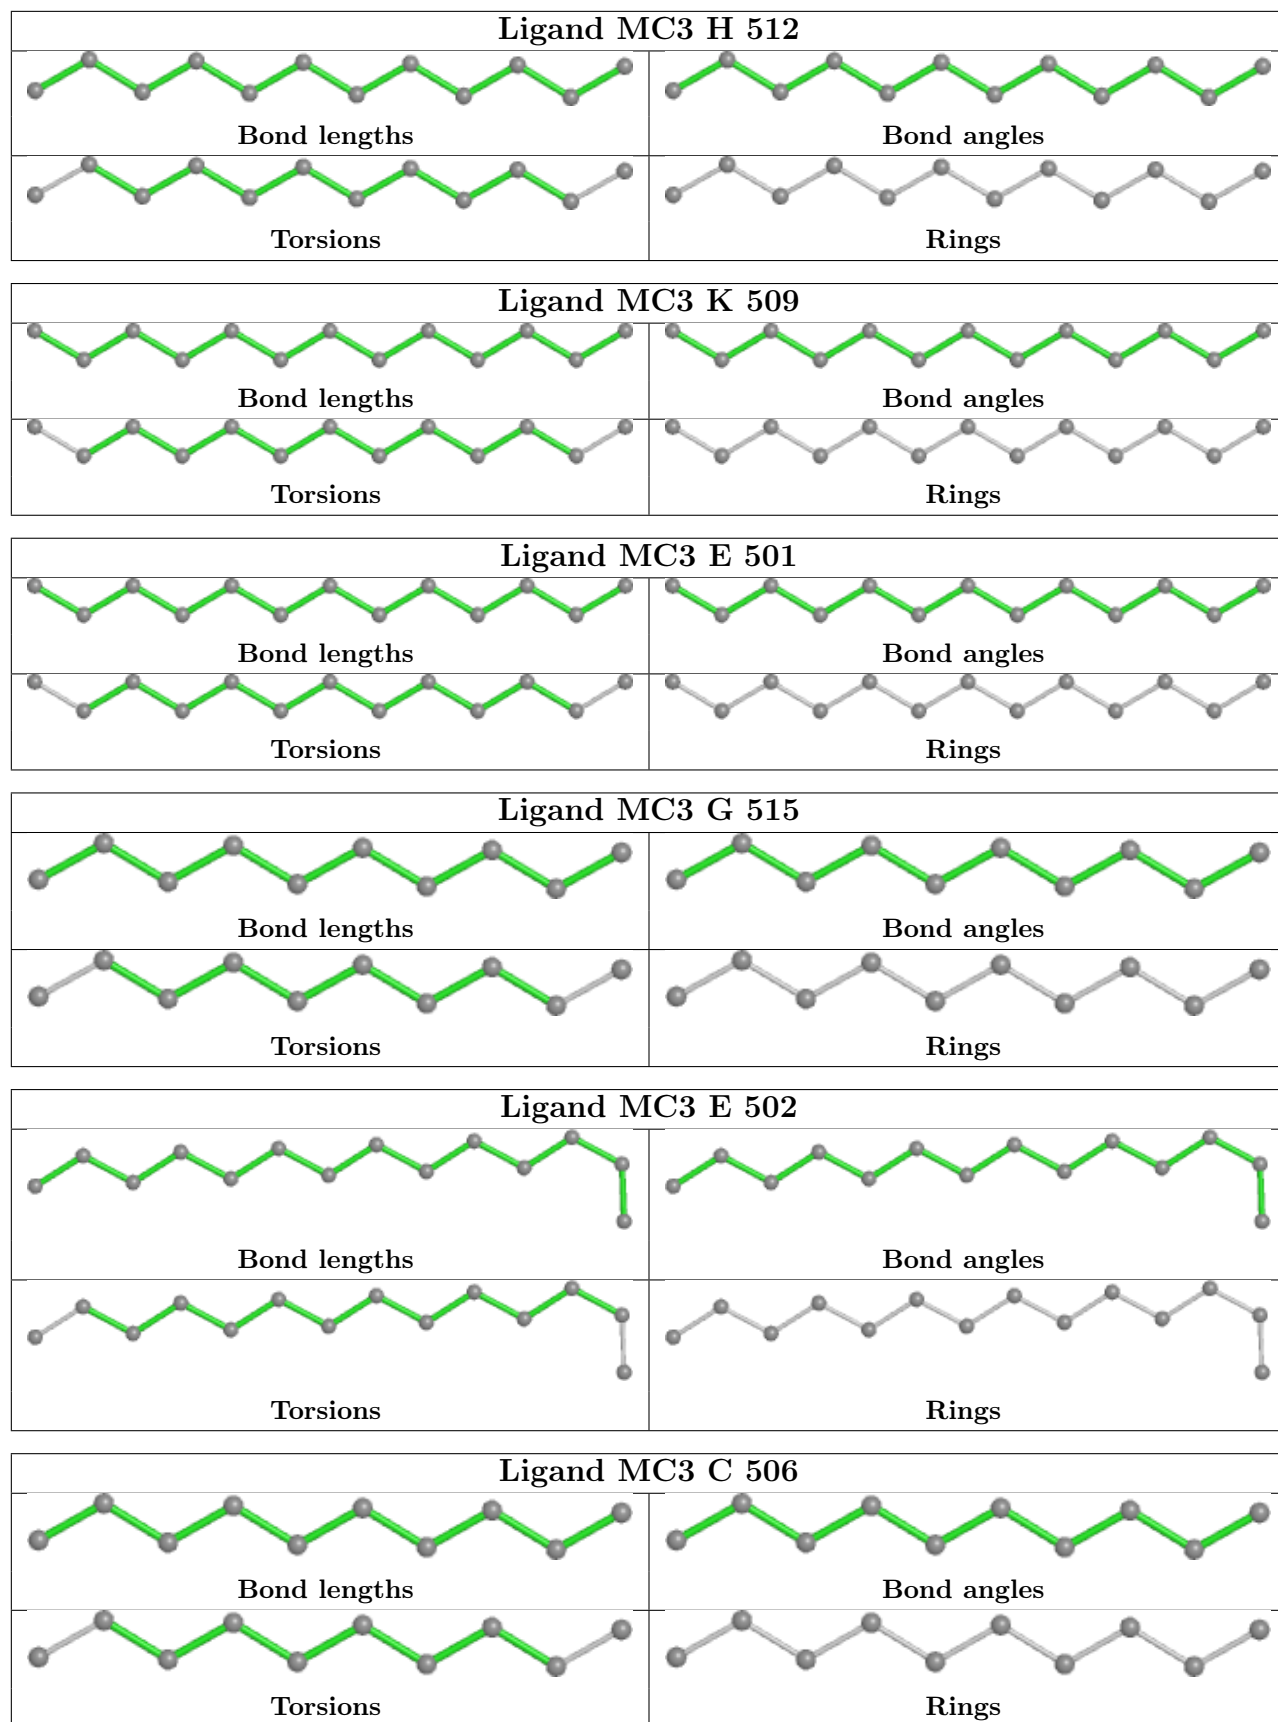 Ligand MC3 H 512
Bond lengths
Bond angles
Torsions
Rings
Ligand MC3 K 509
Bond lengths
Bond angles
Torsions
Rings
Ligand MC3 E 501
Bond lengths
Bond angles
Torsions
Rings
Ligand MC3 G 515
Bond lengths
Bond angles
Torsions
Rings
Ligand MC3 E 502
Bond lengths
Bond angles
Torsions
Rings
Ligand MC3 C 506
Bond lengths
Bond angles
Torsions
Rings